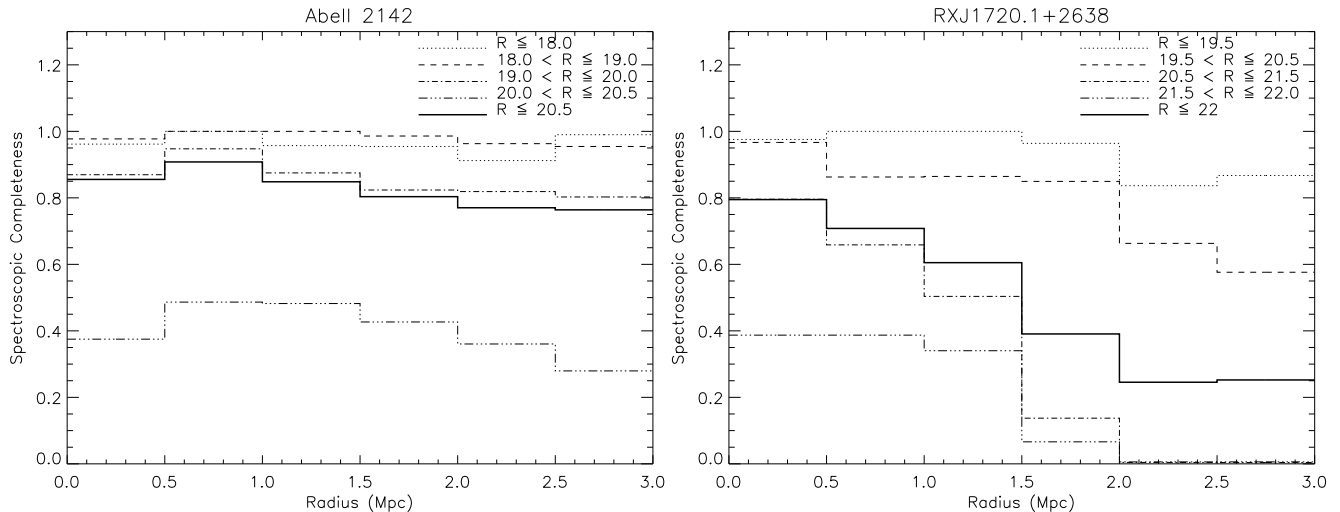 Abell 2142
R ≦ 18.0
18.0 < R ≦ 19.0
19.0 < R ≦ 20.0
20.0 < R ≦ 20.5
R ≦ 20.5
Spectroscopic Completeness
1.2
1.0
0.8
0.6
0.4
0.2
0.0
0.0 0.5 1.0 1.5 2.0 2.5 3.0
Radius (Mpc)
RXJ1720.1+2638
R ≦ 19.5
19.5 < R ≦ 20.5
20.5 < R ≦ 21.5
21.5 < R ≦ 22.0
R ≦ 22
Spectroscopic Completeness
1.2
1.0
0.8
0.6
0.4
0.2
0.0
0.0 0.5 1.0 1.5 2.0 2.5 3.0
Radius (Mpc)